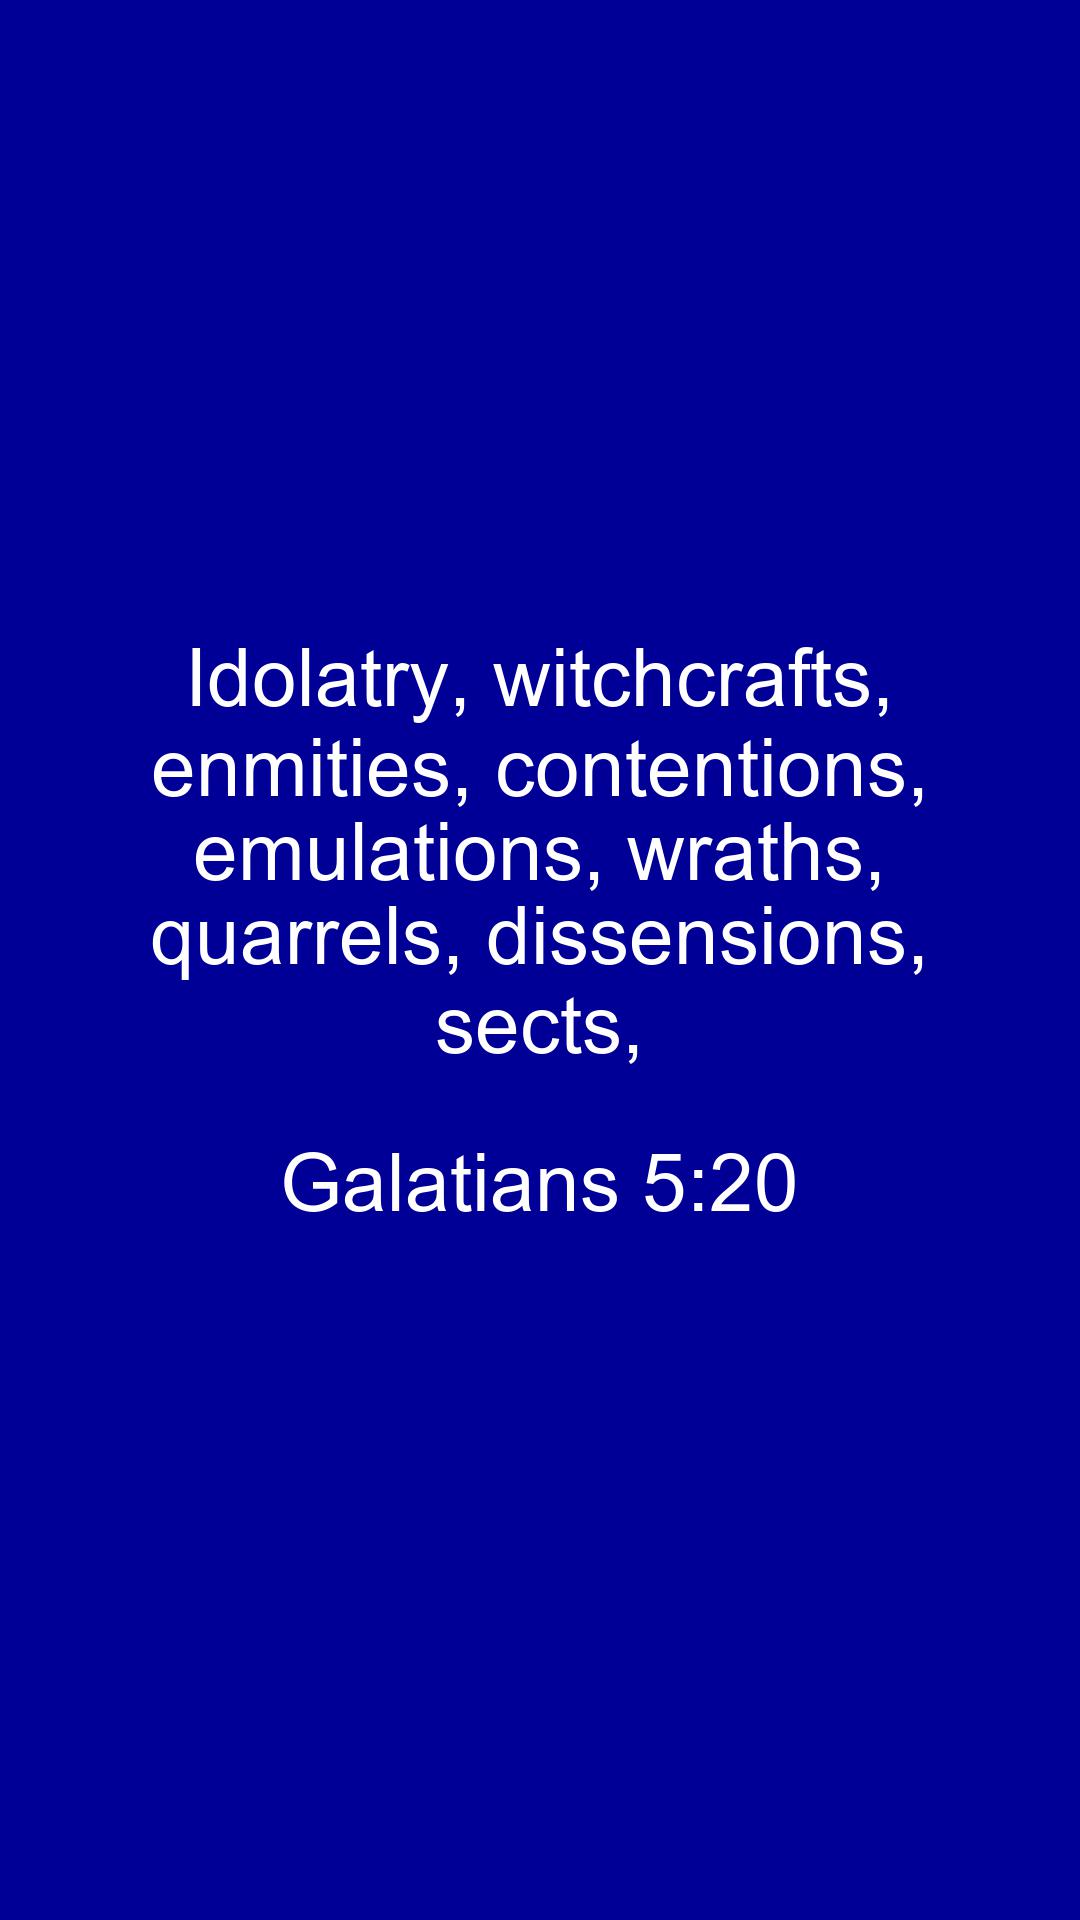 Idolatry, witchcrafts,
enmities, contentions,
emulations, wraths,
quarrels, dissensions,
sects,
Galatians 5:20